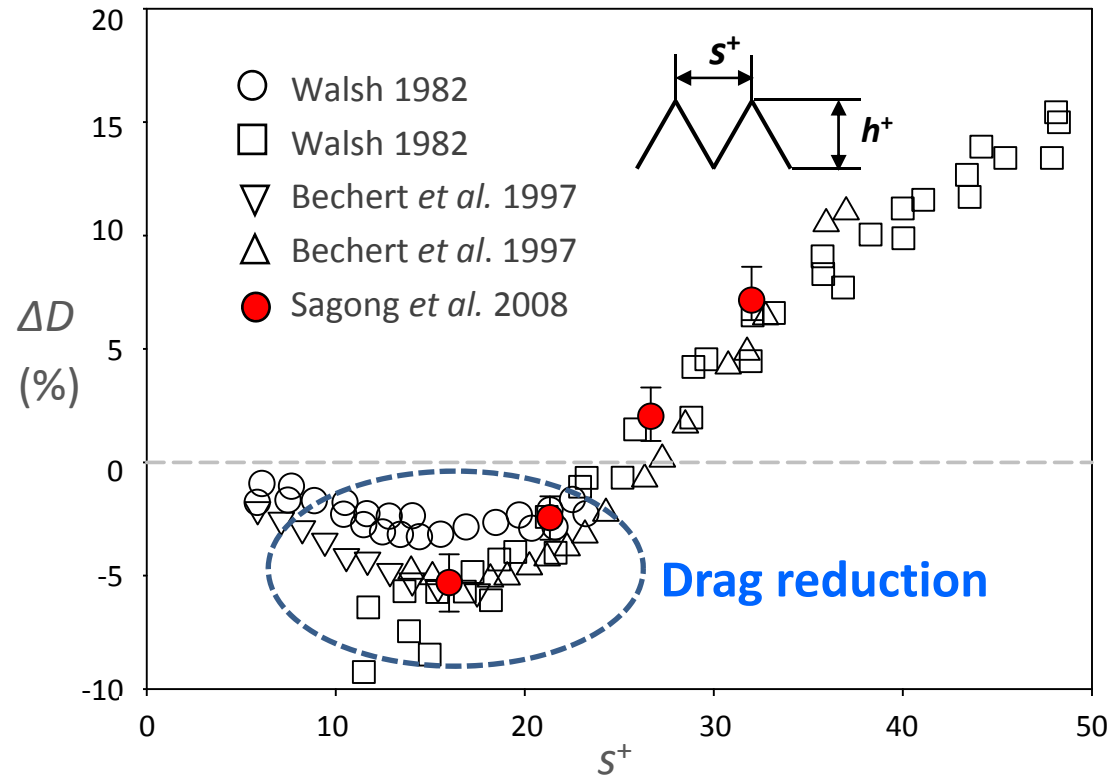 20
15
10
5
0
-5
-10
ΔD
(%)
Walsh 1982
Walsh 1982
Bechert et al. 1997
Bechert et al. 1997
Sagong et al. 2008
s+
h+
Drag reduction
0
10
20
30
40
50
s+